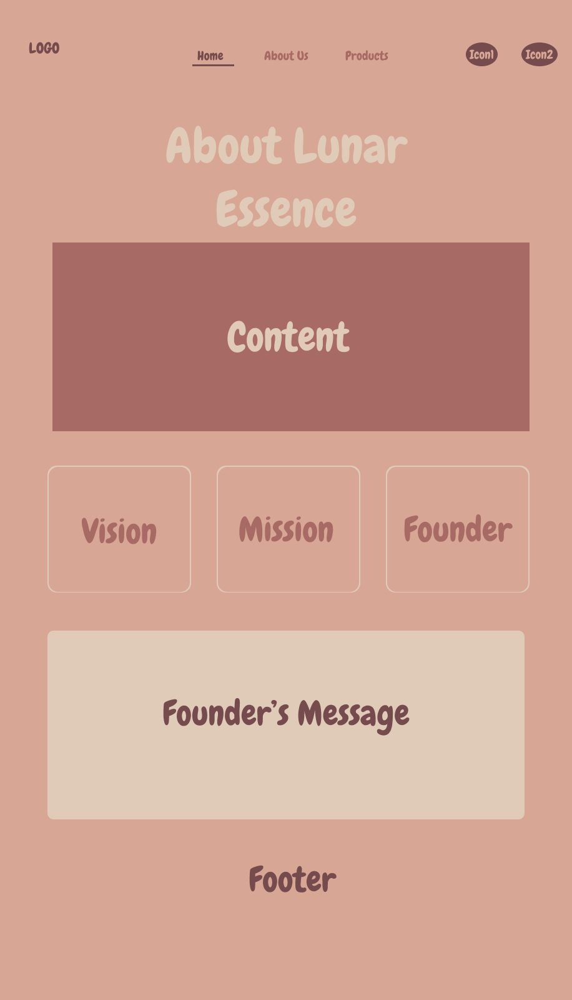 LOGO
Home About Us Products Icon1 Icon2
About Lunar
Essence
Content
Vision Mission Founder
Founder's Message
Footer